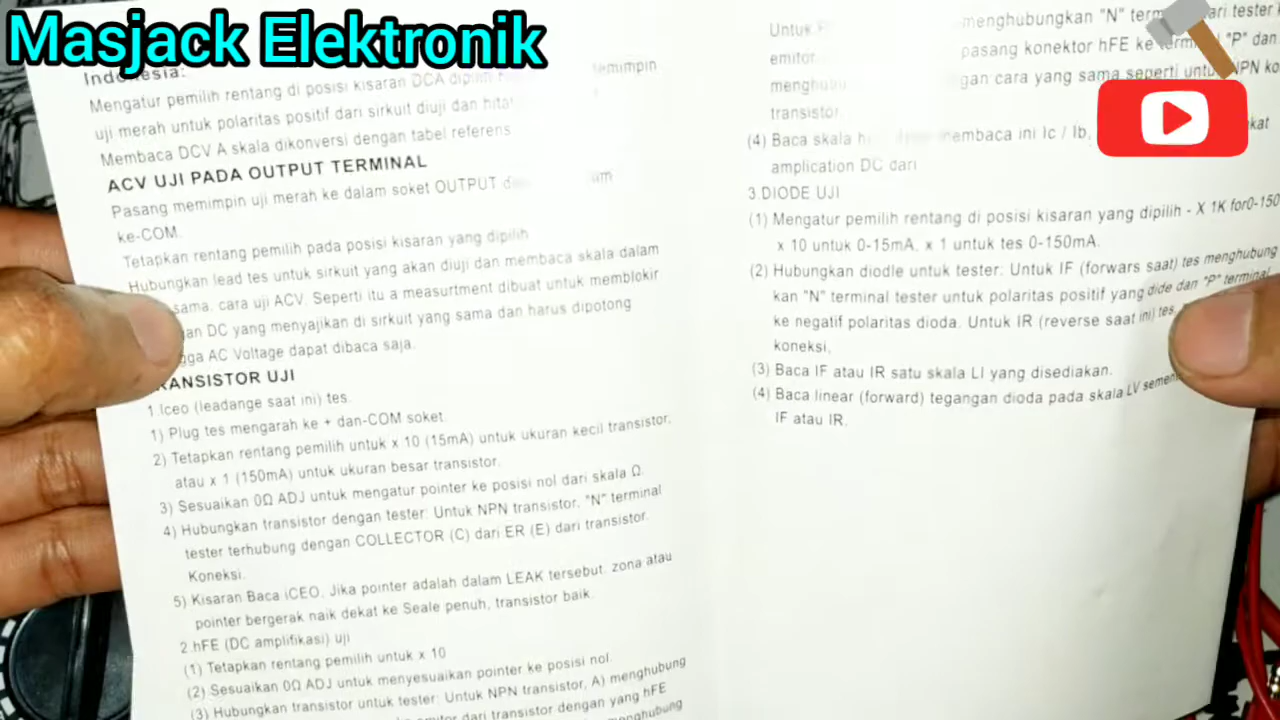 Masjack Elektronik
Indonesia:
Mengatur pemilih rentang di posisi kisaran DCA dipilih memimpin
uji merah untuk polaritas positif dari sirkuit diuji dan
Membaca DCV A skala dikonversi dengan tabel referens
ACV UJI PADA OUTPUT TERMINAL
Pasang memimpin uji merah ke dalam soket OUTPUT
ke-COM.
Tetapkan rentang pemilih pada posisi kisaran yang dipilih
Hubungkan lead tes untuk sirkuit yang akan diuji dan membaca skala dalam
sama, cara uji ACV. Seperti itu a measurtment dibuat untuk memblokir
DC yang menyajikan di sirkuit yang sama dan harus dipotong
AC Voltage dapat dibaca saja.
RANSISTOR UJI
1.Iceo (leadange saat ini) tes.
1) Plug tes mengarah ke + dan-COM soket
2) Tetapkan rentang pemilih untuk x 10 (15mA) untuk ukuran kecil transistor,
atau x 1 (150mA) untuk ukuran besar transistor.
3) Sesuaikan 0Ω ADJ untuk mengatur pointer ke posisi nol dari skala Ω.
4) Hubungkan transistor dengan tester: Untuk NPN transistor, "N" terminal
tester terhubung dengan COLLECTOR (C) dari ER (E) dari transistor.
Koneksi.
5) Kisaran Baca iCEO, Jika pointer adalah dalam LEAK tersebut. zona atau
pointer bergerak naik dekat ke Seale penuh, transistor baik.
2.hFE (DC amplifikasi) uji
(1) Tetapkan rentang pemilih untuk x 10
(2) Sesuaikan 0Ω ADJ untuk menyesuaikan pointer ke posisi nol.
(3) Hubungkan transistor untuk tester: Untuk NPN transistor, A) menghubung
emitor dari transistor dengan yang hFE
menghubung
Untuk menghubungkan "N" dari tester
emitor pasang konektor hFE ke terminal "P" dan
cara yang sama seperti untuk NPN
transistor.
(4) Baca skala membaca ini Ic / Ib,
amplication DC dari
3.DIODE UJI
(1) Mengatur pemilih rentang di posisi kisaran yang dipilih - X 1K for0-150
x 10 untuk 0-15mA, x 1 untuk tes 0-150mA.
(2) Hubungkan diodle untuk tester: Untuk IF (forwars saat) tes menghubung
kan "N" terminal tester untuk polaritas positif yang dide dan "P" terminal
ke negatif polaritas dioda. Untuk IR (reverse saat ini) tes,
koneksi,
(3) Baca IF atau IR satu skala LI yang disediakan.
(4) Baca linear (forward) tegangan dioda pada skala LV
IF atau IR.